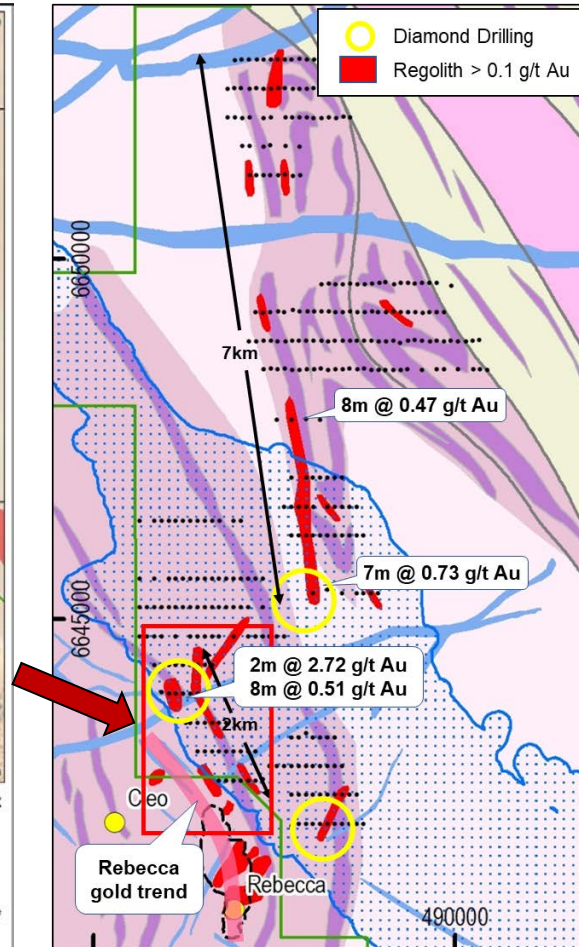 Diamond Drilling
Regolith > 0.1 g/t Au
6650000
7km
8m @ 0.47 g/t Au
7m @ 0.73 g/t Au
6645000
2m @ 2.72 g/t Au
8m @ 0.51 g/t Au
2km
Cleo
Rebecca
gold trend
Rebecca
490000